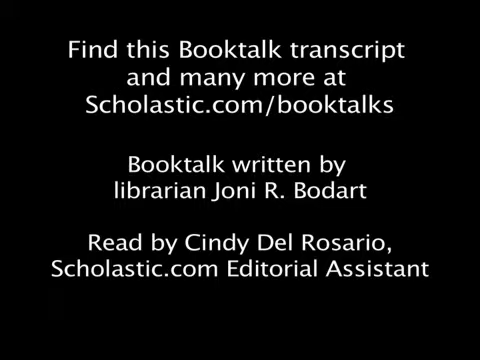 Find this Booktalk transcript
and many more at
Scholastic.com/booktalks
Booktalk written by
librarian Joni R. Bodart
Read by Cindy Del Rosario,
Scholastic.com Editorial Assistant